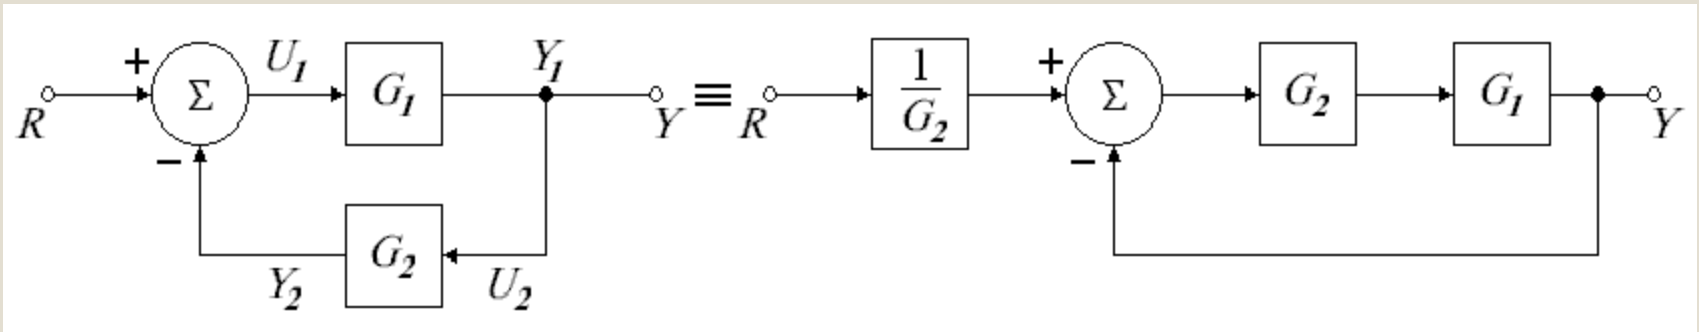 R + Σ U₁ G₁ Y₁ Y
−
Y₂ G₂ U₂
≡
R 1/G₂ + Σ G₂ G₁ Y
−